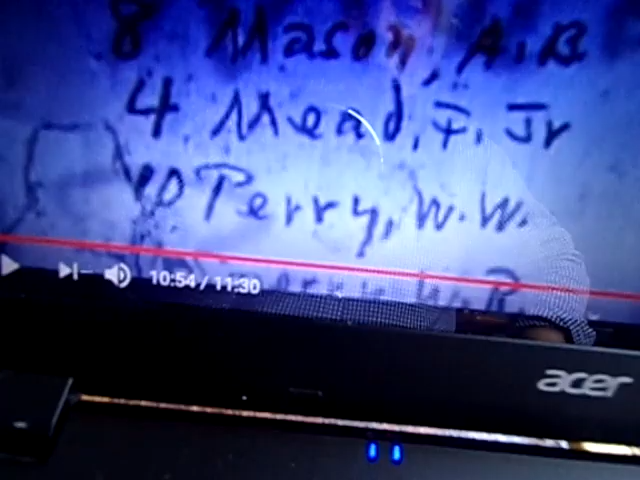 8 Mason, A.B
4 Mead, F. Jr
10 Perry, W.W.
W.R.
10:54 / 11:30
acer